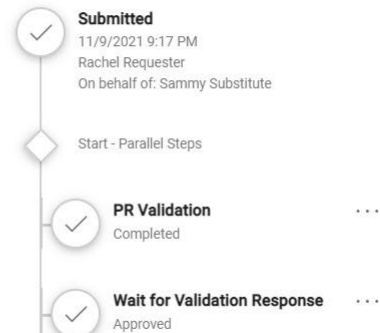 Submitted
11/9/2021 9:17 PM
Rachel Requester
On behalf of: Sammy Substitute
Start - Parallel Steps
PR Validation
Completed
Wait for Validation Response
Approved